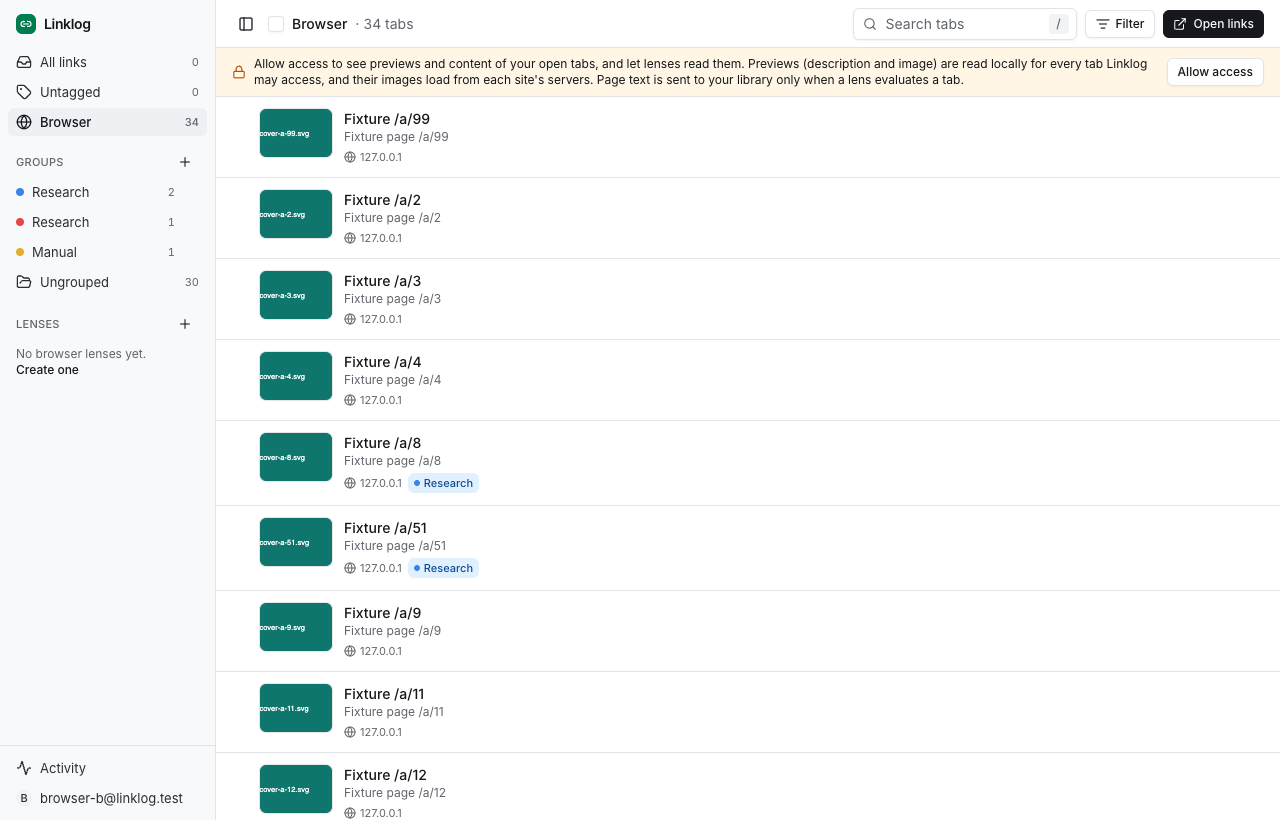 Linklog
All links 0
Untagged 0
Browser 34
GROUPS
Research 2
Research 1
Manual 1
Ungrouped 30
LENSES
No browser lenses yet.
Create one
Activity
B browser-b@linklog.test
Browser · 34 tabs
Search tabs /
Filter
Open links
Allow access to see previews and content of your open tabs, and let lenses read them. Previews (description and image) are read locally for every tab Linklog
may access, and their images load from each site's servers. Page text is sent to your library only when a lens evaluates a tab.
Allow access
cover-a-99.svg
Fixture /a/99
Fixture page /a/99
127.0.0.1
cover-a-2.svg
Fixture /a/2
Fixture page /a/2
127.0.0.1
cover-a-3.svg
Fixture /a/3
Fixture page /a/3
127.0.0.1
cover-a-4.svg
Fixture /a/4
Fixture page /a/4
127.0.0.1
cover-a-8.svg
Fixture /a/8
Fixture page /a/8
127.0.0.1 Research
cover-a-51.svg
Fixture /a/51
Fixture page /a/51
127.0.0.1 Research
cover-a-9.svg
Fixture /a/9
Fixture page /a/9
127.0.0.1
cover-a-11.svg
Fixture /a/11
Fixture page /a/11
127.0.0.1
cover-a-12.svg
Fixture /a/12
Fixture page /a/12
127.0.0.1